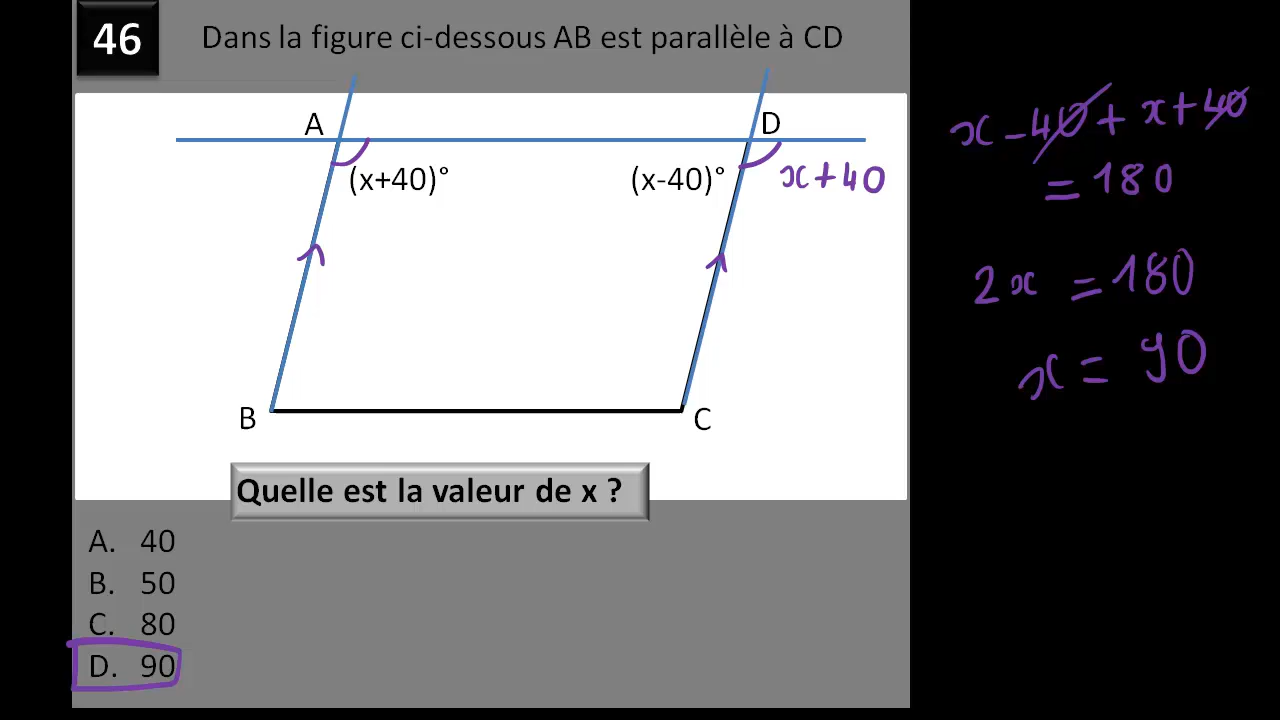 46
Dans la figure ci-dessous AB est parallèle à CD
A
D
(x+40)°
(x-40)°
x+40
B
C
Quelle est la valeur de x ?
A. 40
B. 50
C. 80
D. 90
x-40+x+40
=180
2x = 180
x = 90